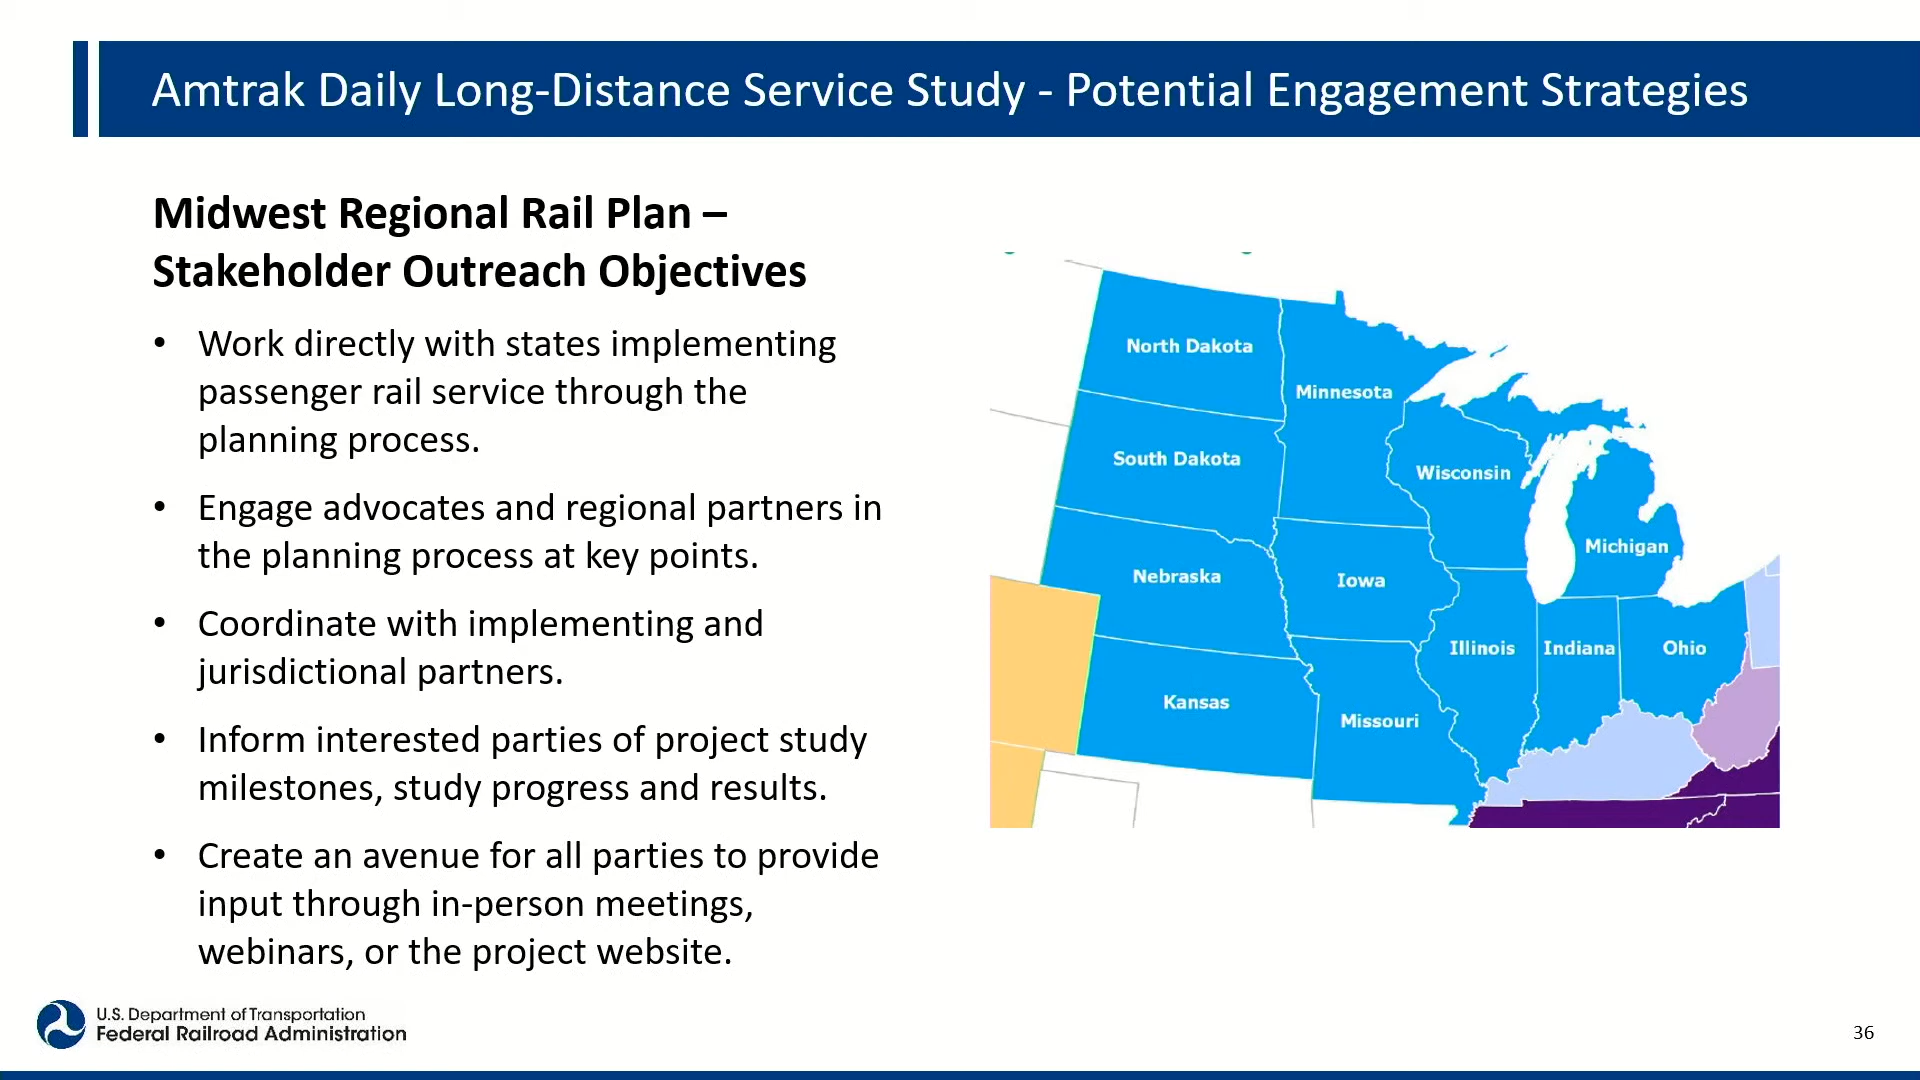 Amtrak Daily Long-Distance Service Study - Potential Engagement Strategies
Midwest Regional Rail Plan –
Stakeholder Outreach Objectives
• Work directly with states implementing
passenger rail service through the
planning process.
• Engage advocates and regional partners in
the planning process at key points.
• Coordinate with implementing and
jurisdictional partners.
• Inform interested parties of project study
milestones, study progress and results.
• Create an avenue for all parties to provide
input through in-person meetings,
webinars, or the project website.
North Dakota
Minnesota
South Dakota
Wisconsin
Michigan
Nebraska
Iowa
Illinois
Indiana
Ohio
Kansas
Missouri
U.S. Department of Transportation
Federal Railroad Administration
36